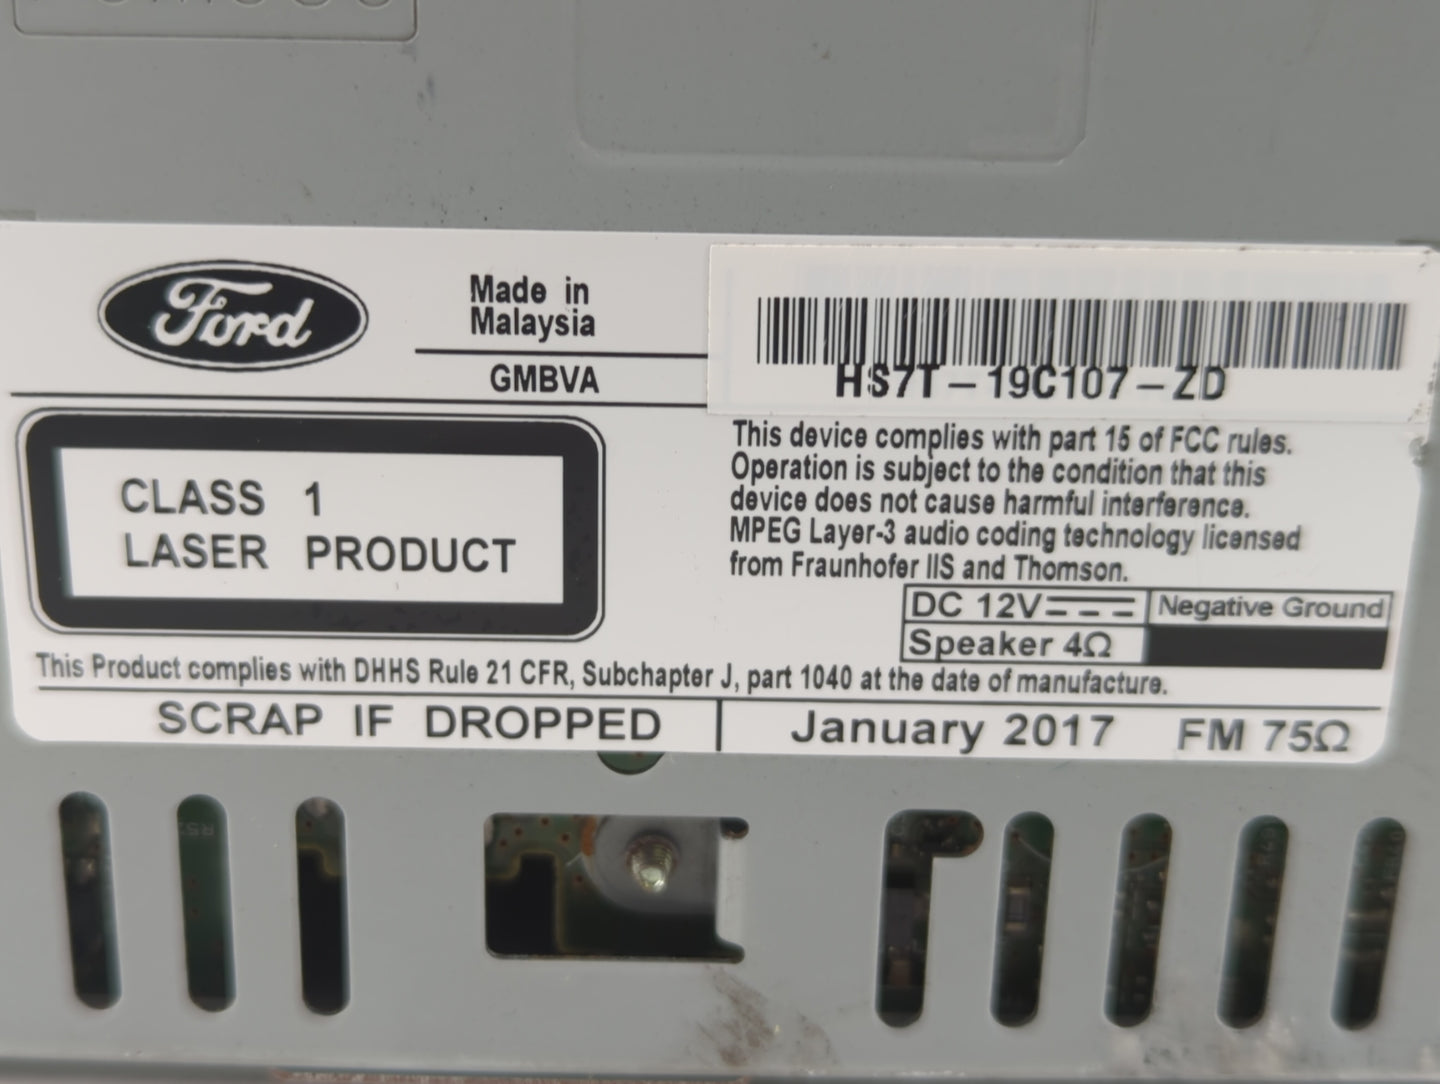 Ford
Made in
Malaysia
GMBVA
HS7T-19C107-ZD
CLASS 1
LASER PRODUCT
This device complies with part 15 of FCC rules.
Operation is subject to the condition that this
device does not cause harmful interference.
MPEG Layer-3 audio coding technology licensed
from Fraunhofer IIS and Thomson.
DC 12V Negative Ground
Speaker 4Ω
This Product complies with DHHS Rule 21 CFR, Subchapter J, part 1040 at the date of manufacture.
SCRAP IF DROPPED January 2017 FM 75Ω